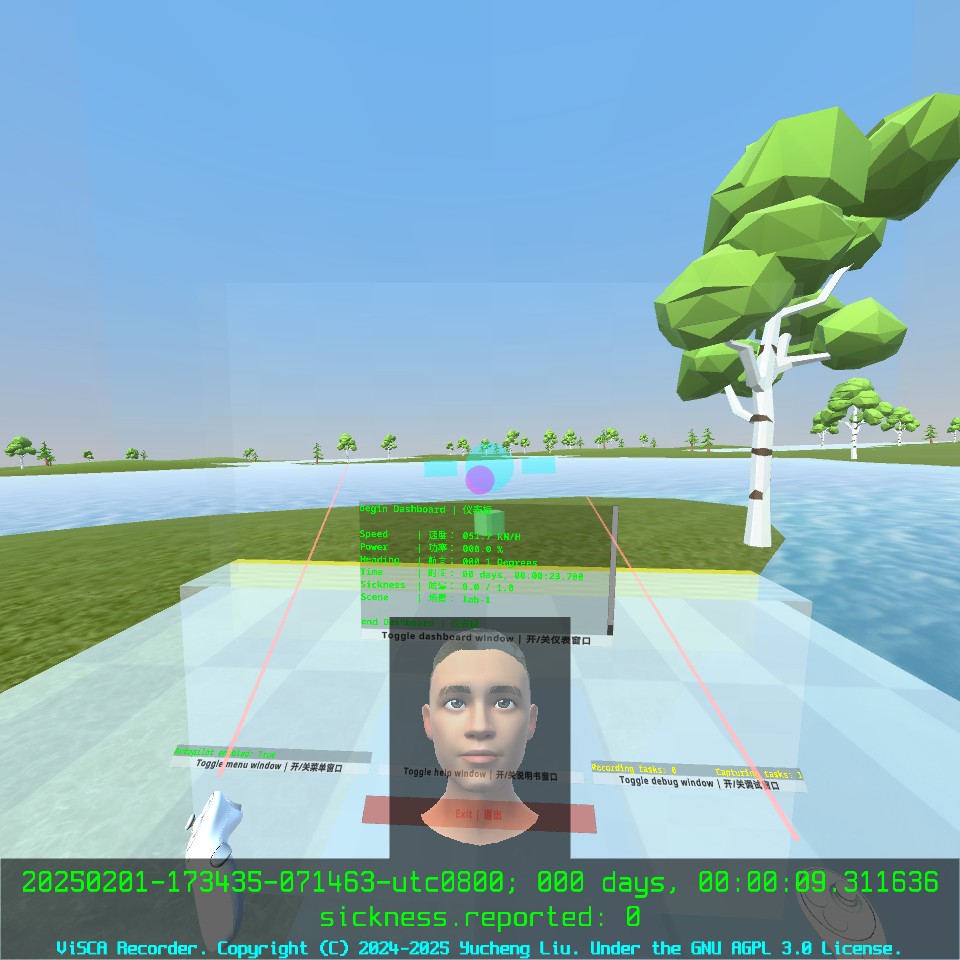 Begin Dashboard | 仪表板
Speed | 速度: 051.7 KM/H
Power | 功率: 000.0 %
Heading | 航向: 000.1 Degrees
Time | 时间: 00 days, 00:00:23.700
Sickness | 6.0 / 1.0
Scene | 场景: lab-1
end Dashboard
Toggle dashboard window | 开/关仪表窗口
Autopilot enabled: True
Toggle menu window | 开/关菜单窗口
Toggle help window | 开/关说明书窗口
Recording tasks: 0 Capturing tasks: 1
Toggle debug window | 开/关调试窗口
Exit | 退出
20250201-173435-071463-utc0800; 000 days, 00:00:09.311636
sickness.reported: 0
ViSCA Recorder. Copyright (C) 2024-2025 Yucheng Liu. Under the GNU AGPL 3.0 License.